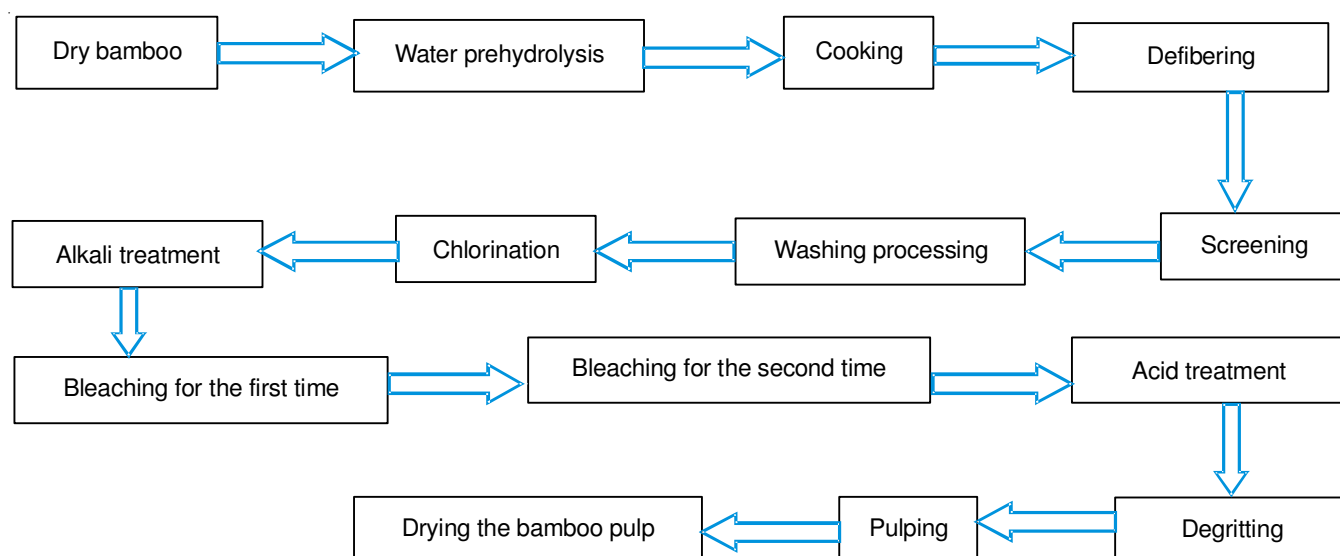 Dry bamboo
Water prehydrolysis
Cooking
Defibering
Screening
Washing processing
Chlorination
Alkali treatment
Bleaching for the first time
Bleaching for the second time
Acid treatment
Degritting
Pulping
Drying the bamboo pulp